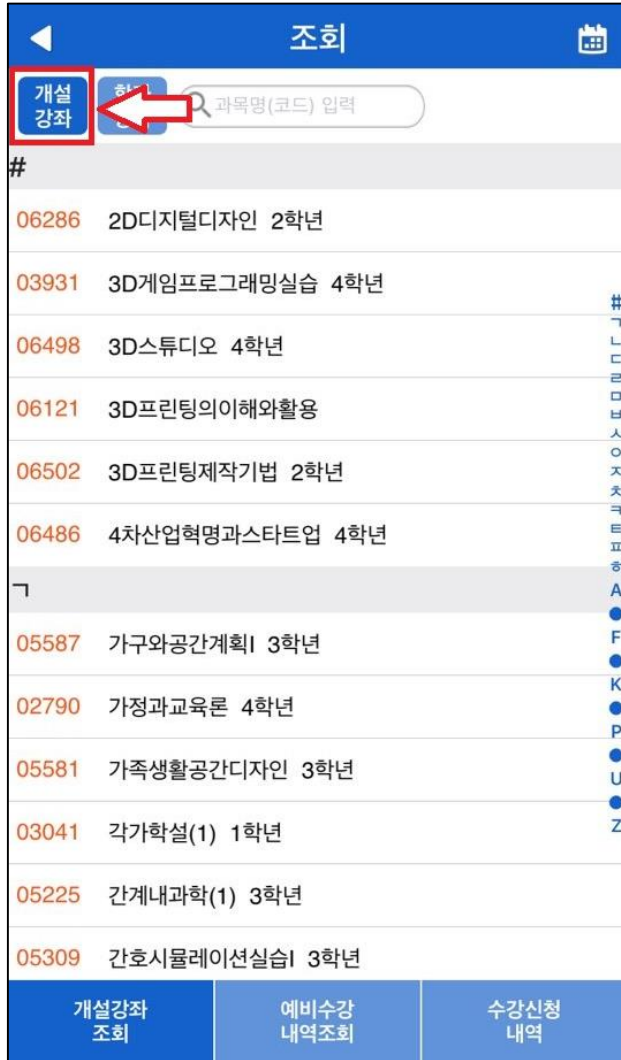 조회
개설
강좌
과목명(코드) 입력
#
06286 2D디지털디자인 2학년
03931 3D게임프로그래밍실습 4학년
06498 3D스튜디오 4학년
06121 3D프린팅의이해와활용
06502 3D프린팅제작기법 2학년
06486 4차산업혁명과스타트업 4학년
ㄱ
05587 가구와공간계획I 3학년
02790 가정과교육론 4학년
05581 가족생활공간디자인 3학년
03041 각가학설(1) 1학년
05225 간계내과학(1) 3학년
05309 간호시뮬레이션실습I 3학년
#
ㄱ
ㄴ
ㄷ
ㄹ
ㅁ
ㅂ
ㅅ
ㅇ
ㅈ
ㅊ
ㅋ
ㅌ
ㅍ
ㅎ
A
●
F
●
K
●
P
●
U
●
Z
개설강좌
조회
예비수강
내역조회
수강신청
내역